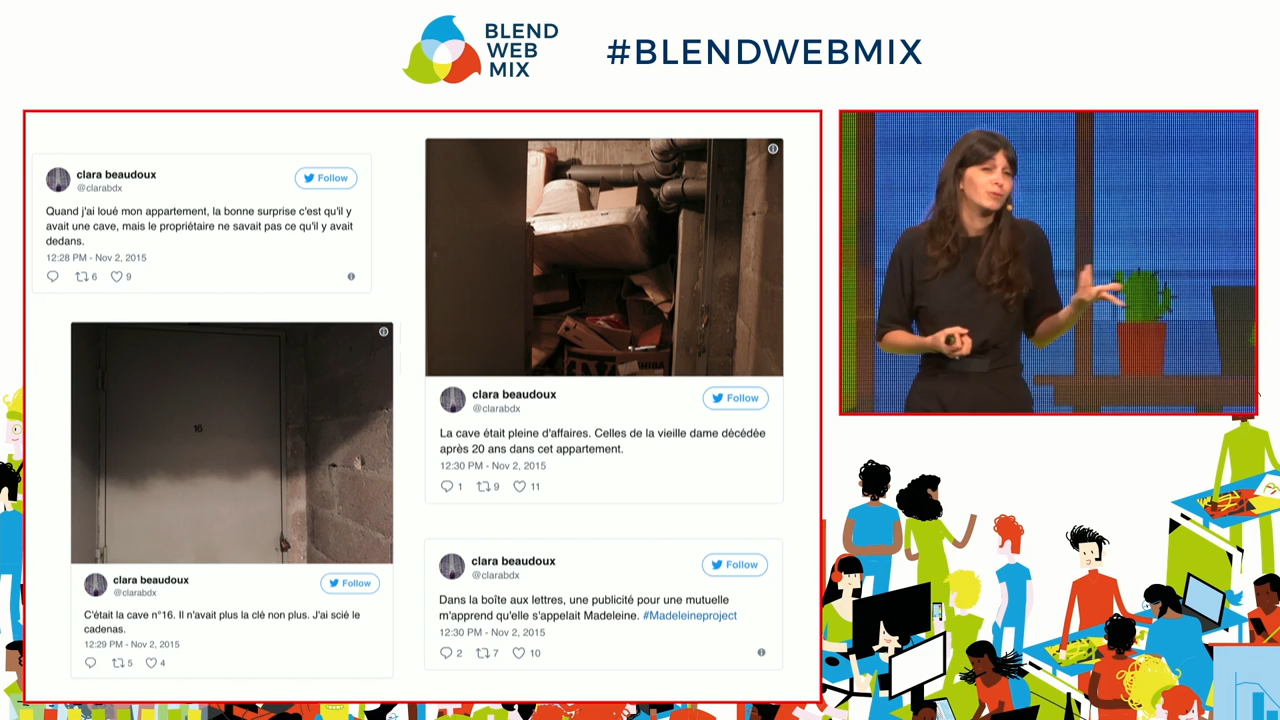 BLEND
WEB
MIX
#BLENDWEBMIX
clara beaudoux
@clarabdx
Follow
Quand j'ai loué mon appartement, la bonne surprise c'est qu'il y
avait une cave, mais le propriétaire ne savait pas ce qu'il y avait
dedans.
12:28 PM - Nov 2, 2015
6 9
16
clara beaudoux
@clarabdx
Follow
C'était la cave n°16. Il n'avait plus la clé non plus. J'ai scié le
cadenas.
12:29 PM - Nov 2, 2015
5 4
clara beaudoux
@clarabdx
Follow
La cave était pleine d'affaires. Celles de la vieille dame décédée
après 20 ans dans cet appartement.
12:30 PM - Nov 2, 2015
1 9 11
clara beaudoux
@clarabdx
Follow
Dans la boîte aux lettres, une publicité pour une mutuelle
m'apprend qu'elle s'appelait Madeleine. #Madeleineproject
12:30 PM - Nov 2, 2015
2 7 10